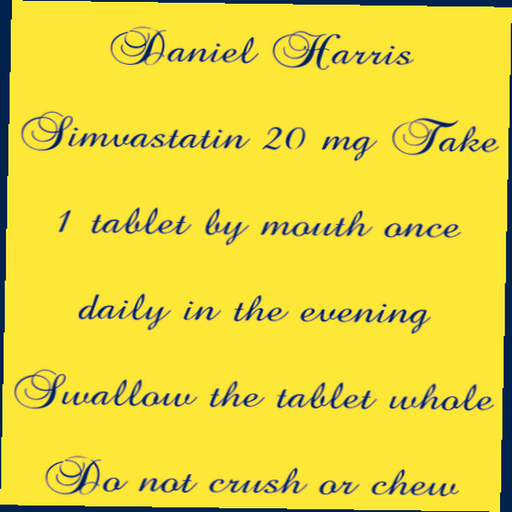 Daniel Harris
Simvastatin 20 mg Take
1 tablet by mouth once
daily in the evening
Swallow the tablet whole
Do not crush or chew